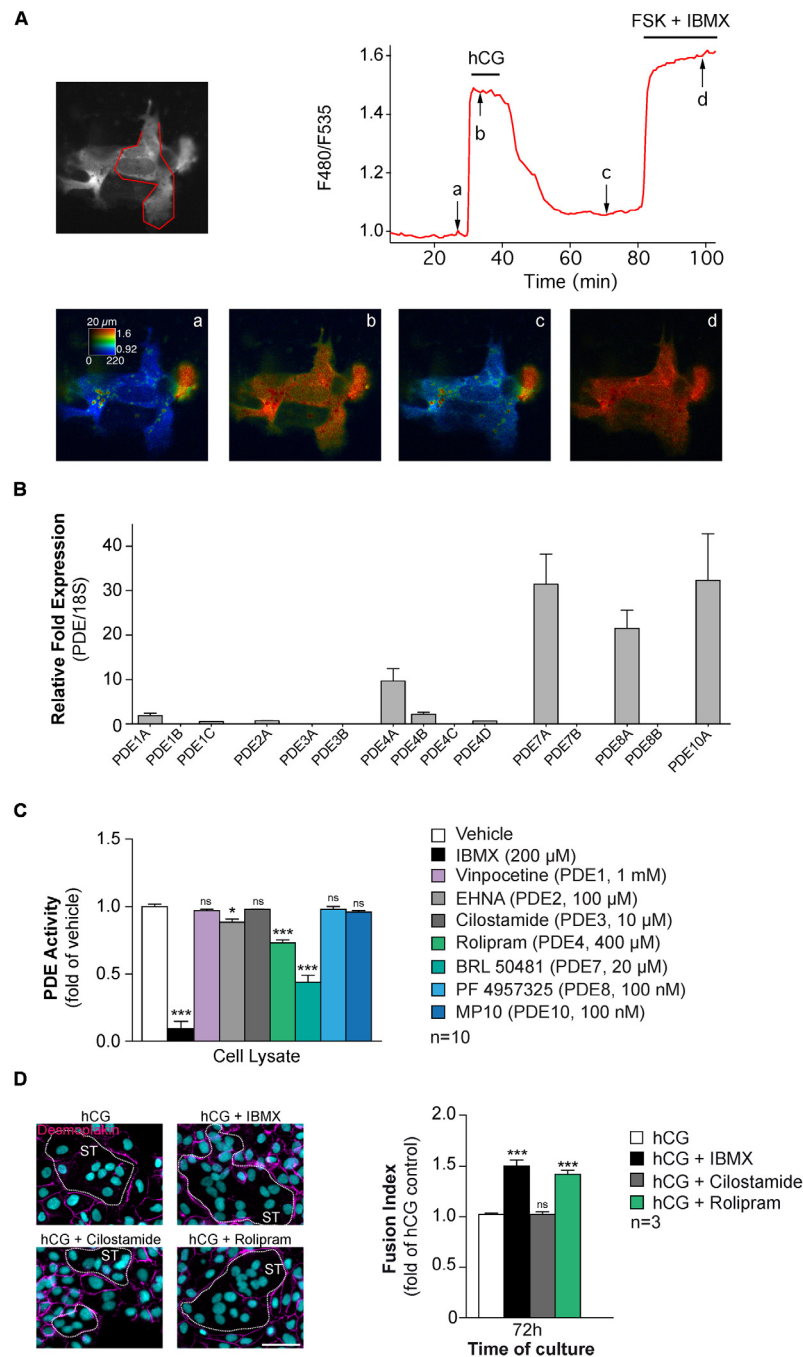 A
FSK + IBMX
hCG
1.6
1.4
1.2
1.0
F480/F535
a
b
c
d
20
40
60
80
100
Time (min)
a
b
c
d
20 µm
1.6
0.92
0
220
B
Relative Fold Expression
(PDE/18S)
40
30
20
10
0
PDE1A
PDE1B
PDE1C
PDE2A
PDE3A
PDE3B
PDE4A
PDE4B
PDE4C
PDE4D
PDE7A
PDE7B
PDE8A
PDE8B
PDE10A
C
PDE Activity
(fold of vehicle)
1.5
1.0
0.5
0.0
***
ns
*
ns
***
***
ns
ns
Cell Lysate
Vehicle
IBMX (200 µM)
Vinpocetine (PDE1, 1 mM)
EHNA (PDE2, 100 µM)
Cilostamide (PDE3, 10 µM)
Rolipram (PDE4, 400 µM)
BRL 50481 (PDE7, 20 µM)
PF 4957325 (PDE8, 100 nM)
MP10 (PDE10, 100 nM)
n=10
D
hCG
hCG + IBMX
Desmoplakin
ST
ST
hCG + Cilostamide
hCG + Rolipram
ST
ST
Fusion Index
(fold of hCG control)
2.0
1.5
1.0
0.5
0
***
ns
***
72h
Time of culture
hCG
hCG + IBMX
hCG + Cilostamide
hCG + Rolipram
n=3